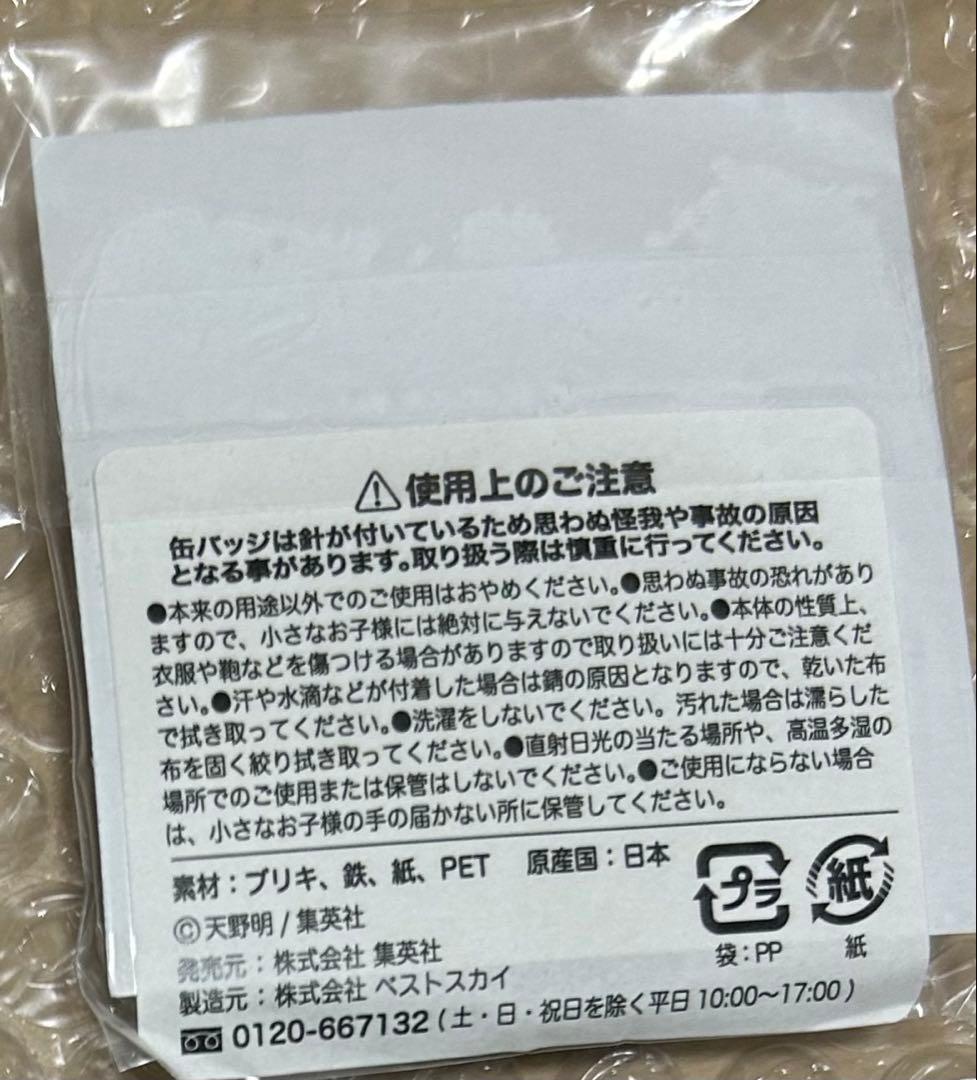 ⚠使用上のご注意
缶バッジは針が付いているため思わぬ怪我や事故の原因
となる事があります。取り扱う際は慎重に行ってください。
●本来の用途以外でのご使用はおやめください。●思わぬ事故の恐れがあり
ますので、小さなお子様には絶対に与えないでください。●本体の性質上、
衣服や鞄などを傷つける場合がありますので取り扱いには十分ご注意くだ
さい。●汗や水滴などが付着した場合は錆の原因となりますので、乾いた布
で拭き取ってください。●洗濯をしないでください。汚れた場合は濡らした
布を固く絞り拭き取ってください。●直射日光の当たる場所や、高温多湿の
場所でのご使用または保管はしないでください。●ご使用にならない場合
は、小さなお子様の手の届かない所に保管してください。
素材：ブリキ、鉄、紙、PET 原産国：日本
プラ 紙
袋：PP 紙
©天野明 / 集英社
発売元：株式会社 集英社
製造元：株式会社 ベストスカイ
0120-667132 ( 土・日・祝日を除く平日 10:00〜17:00 )